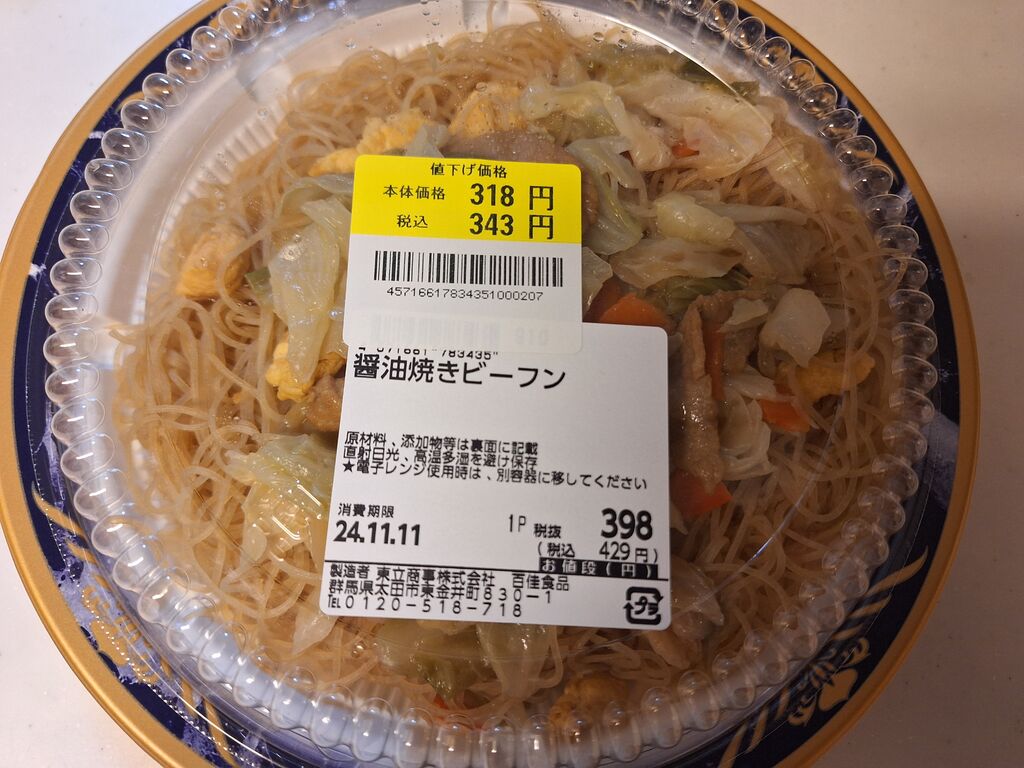 値下げ価格
本体価格 318 円
税込 343 円
45716617834351000207
醤油焼きビーフン
原材料、添加物等は裏面に記載
直射日光、高温多湿を避け保存
★電子レンジ使用時は、別容器に移してください
消費期限
24.11.11
1P 税抜 398
(税込 429円)
お値段(円)
製造者 東立商事株式会社 百佳食品
群馬県太田市東金井町830-1
TEL0120-518-718
プラ